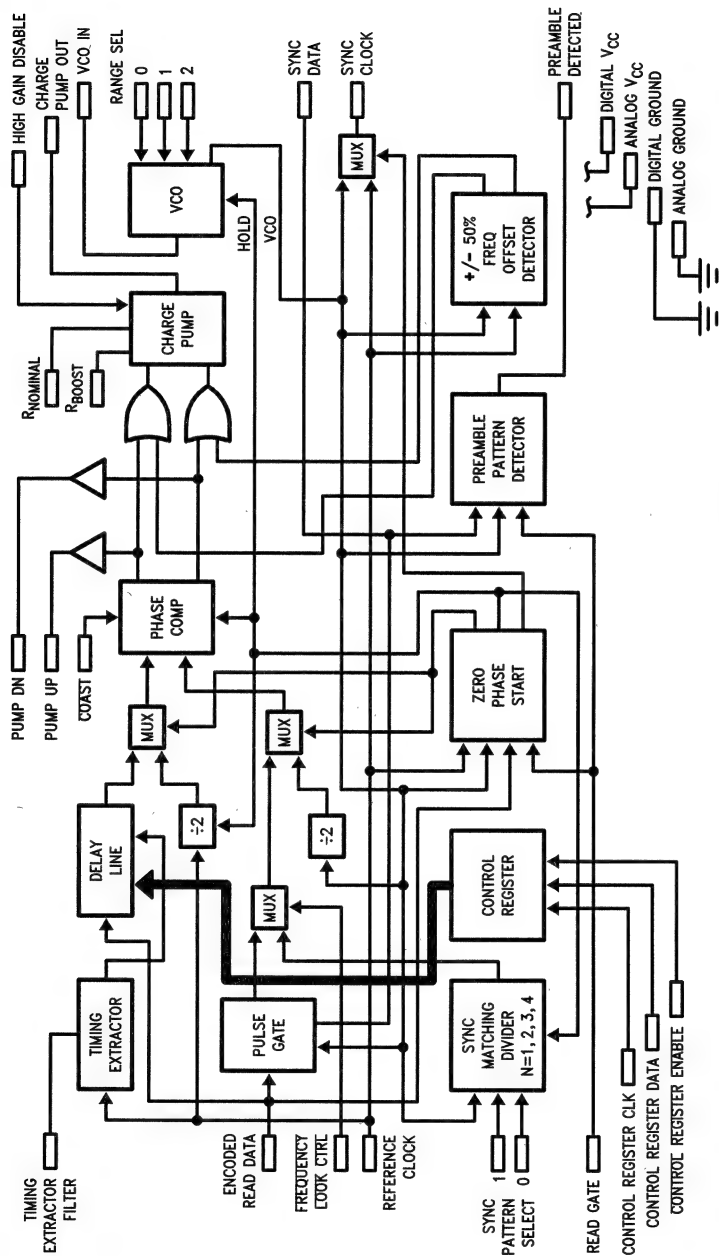 HIGH GAIN DISABLE
CHARGE
PUMP OUT
VCO IN
RANGE SEL
0
1
2
SYNC
DATA
SYNC
CLOCK
PREAMBLE
DETECTED
DIGITAL VCC
ANALOG VCC
DIGITAL GROUND
ANALOG GROUND
VCO
HOLD
VCO
MUX
RNOMINAL
RBOOST
CHARGE
PUMP
+/- 50%
FREQ
OFFSET
DETECTOR
PREAMBLE
PATTERN
DETECTOR
PUMP DN
PUMP UP
COAST
PHASE
COMP
MUX
MUX
ZERO
PHASE
START
DELAY
LINE
÷2
÷2
MUX
CONTROL
REGISTER
TIMING
EXTRACTOR
PULSE
GATE
SYNC
MATCHING
DIVIDER
N=1, 2, 3, 4
TIMING
EXTRACTOR
FILTER
ENCODED
READ DATA
FREQUENCY
LOOK CTRL
REFERENCE
CLOCK
SYNC
PATTERN
SELECT
1
0
READ GATE
CONTROL REGISTER CLK
CONTROL REGISTER DATA
CONTROL REGISTER ENABLE